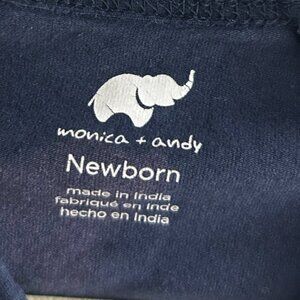 monica + andy
Newborn
made in India
fabriqué en Inde
hecho en India